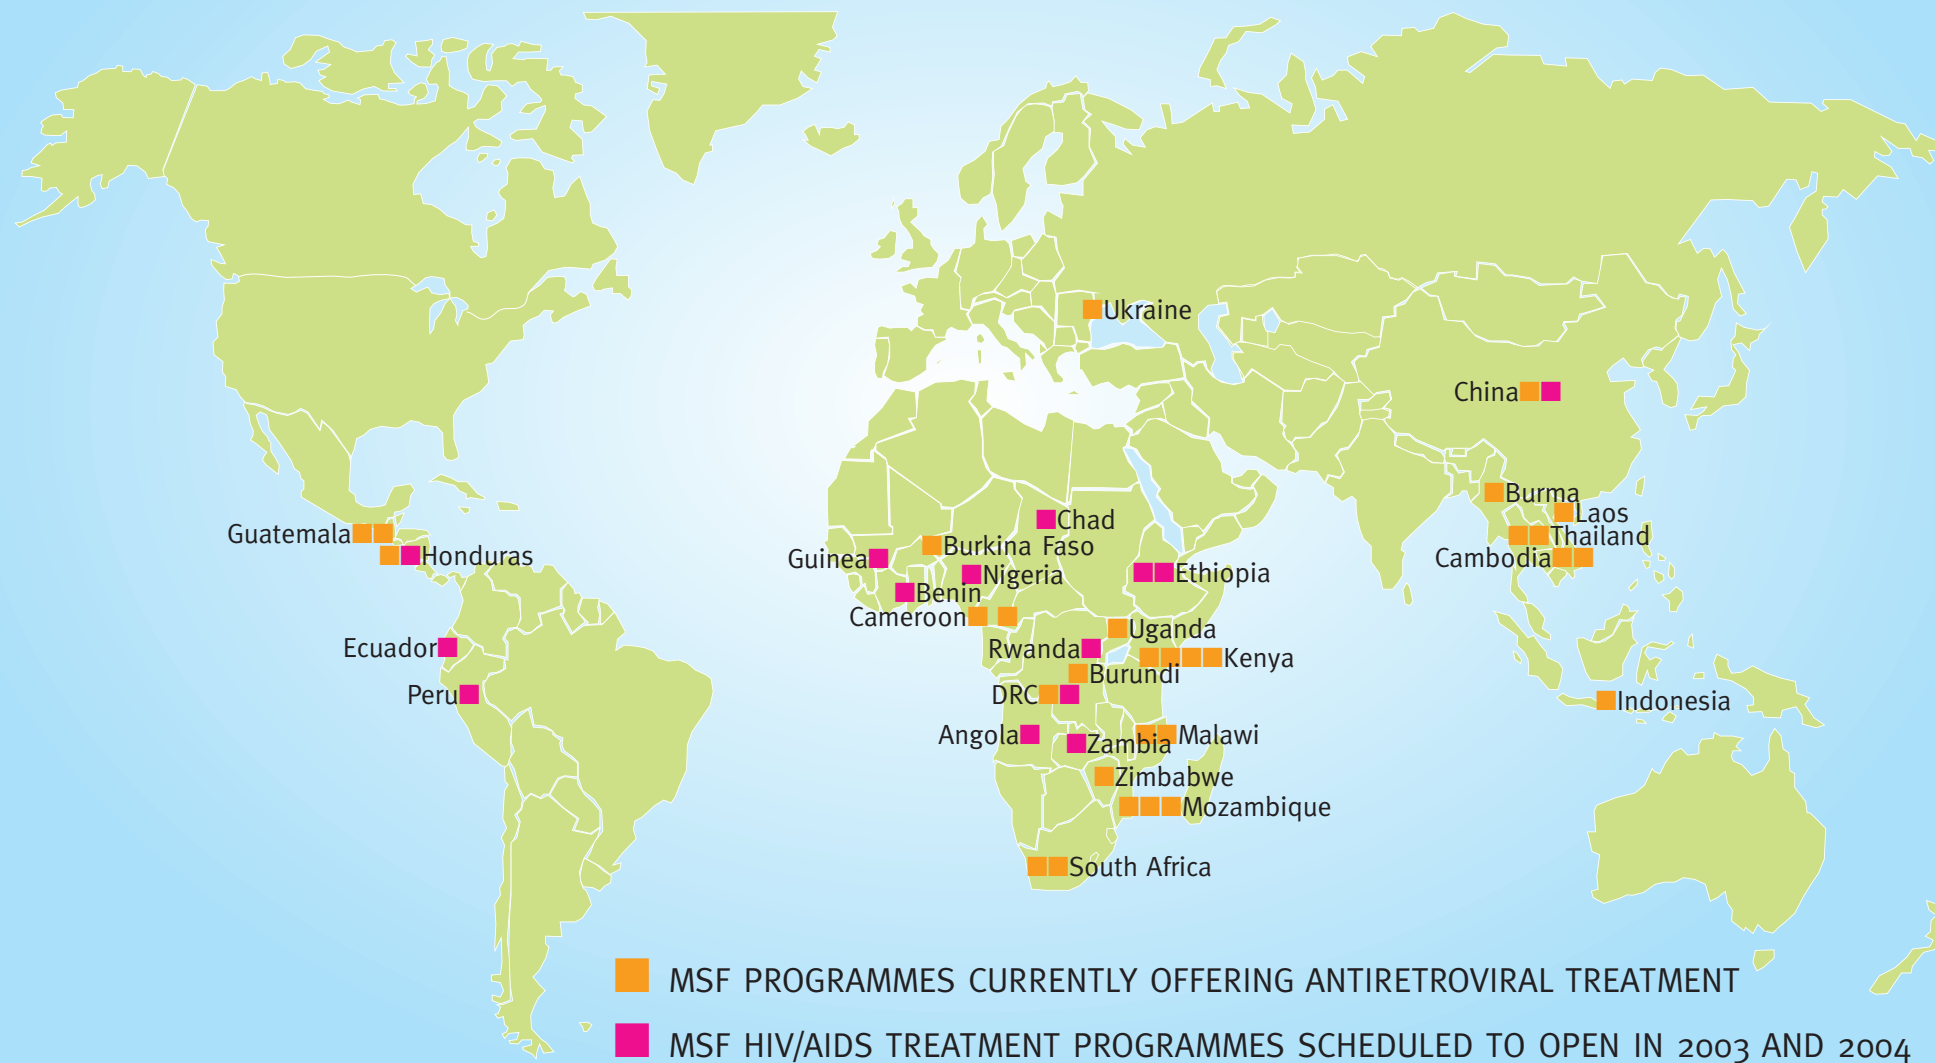 Ukraine
China
Burma
Laos
Guatemala
Thailand
Chad
Honduras
Guinea
Burkina Faso
Cambodia
Nigeria
Ethiopia
Benin
Cameroon
Uganda
Ecuador
Rwanda
Kenya
Burundi
Peru
DRC
Indonesia
Angola
Zambia
Malawi
Zimbabwe
Mozambique
South Africa
MSF PROGRAMMES CURRENTLY OFFERING ANTIRETROVIRAL TREATMENT
MSF HIV/AIDS TREATMENT PROGRAMMES SCHEDULED TO OPEN IN 2003 AND 2004